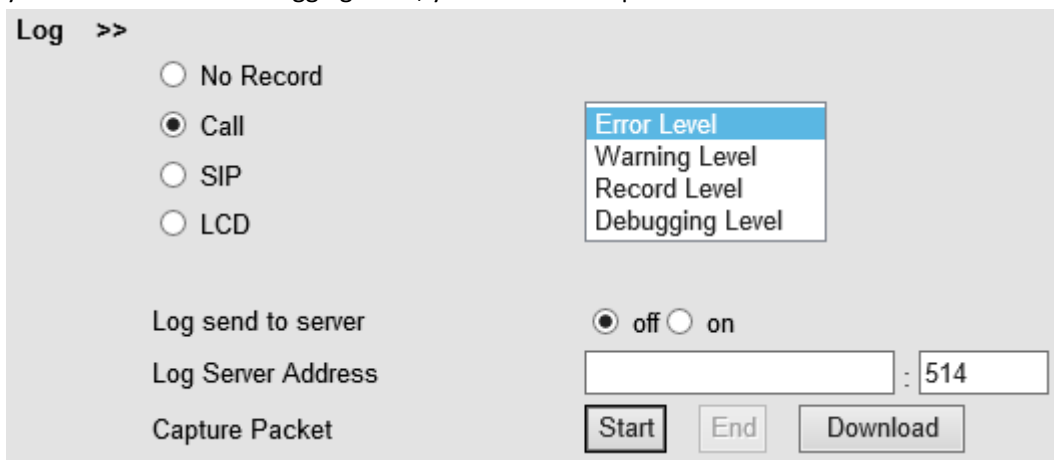 Log >>
No Record
Call
SIP
LCD
Error Level
Warning Level
Record Level
Debugging Level
Log send to server
off on
Log Server Address
: 514
Capture Packet
Start End Download